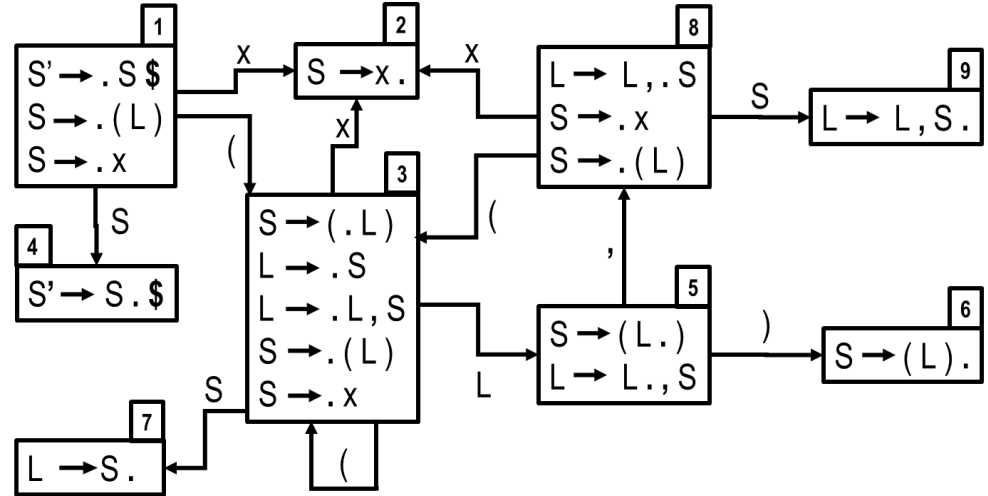 1
S' → . S $
S → . ( L )
S → . x
x
2
S → x .
x
8
L → L , . S
S → . x
S → . ( L )
S
9
L → L , S .
(
x
3
S → ( . L )
L → . S
L → . L , S
S → . ( L )
S → . x
(
S
4
S' → S . $
,
L
5
S → ( L . )
L → L . , S
)
6
S → ( L ) .
S
7
L → S .
(